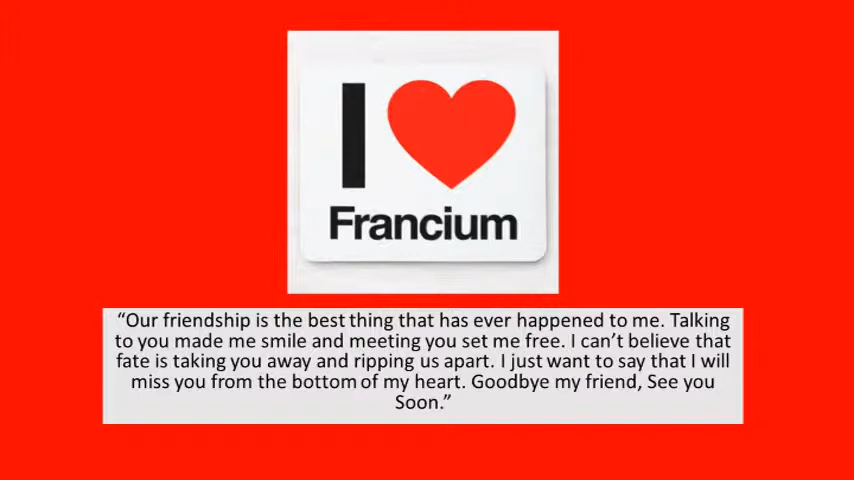 I
Francium
“Our friendship is the best thing that has ever happened to me. Talking
to you made me smile and meeting you set me free. I can’t believe that
fate is taking you away and ripping us apart. I just want to say that I will
miss you from the bottom of my heart. Goodbye my friend, See you
Soon.”